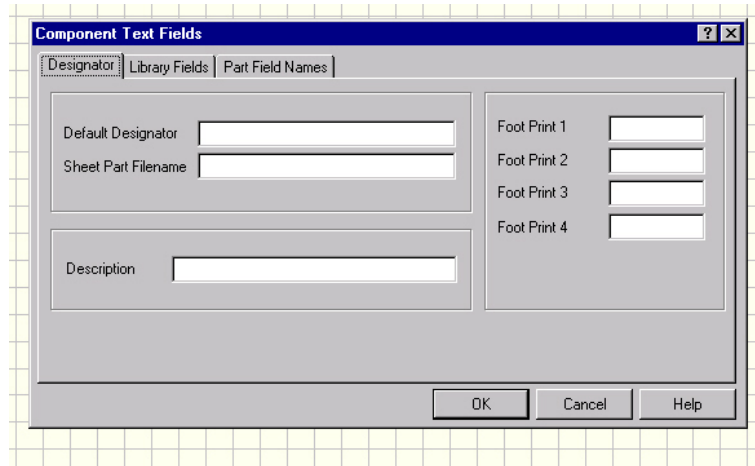 Component Text Fields
Designator Library Fields Part Field Names
Default Designator
Sheet Part Filename
Description
Foot Print 1
Foot Print 2
Foot Print 3
Foot Print 4
OK Cancel Help